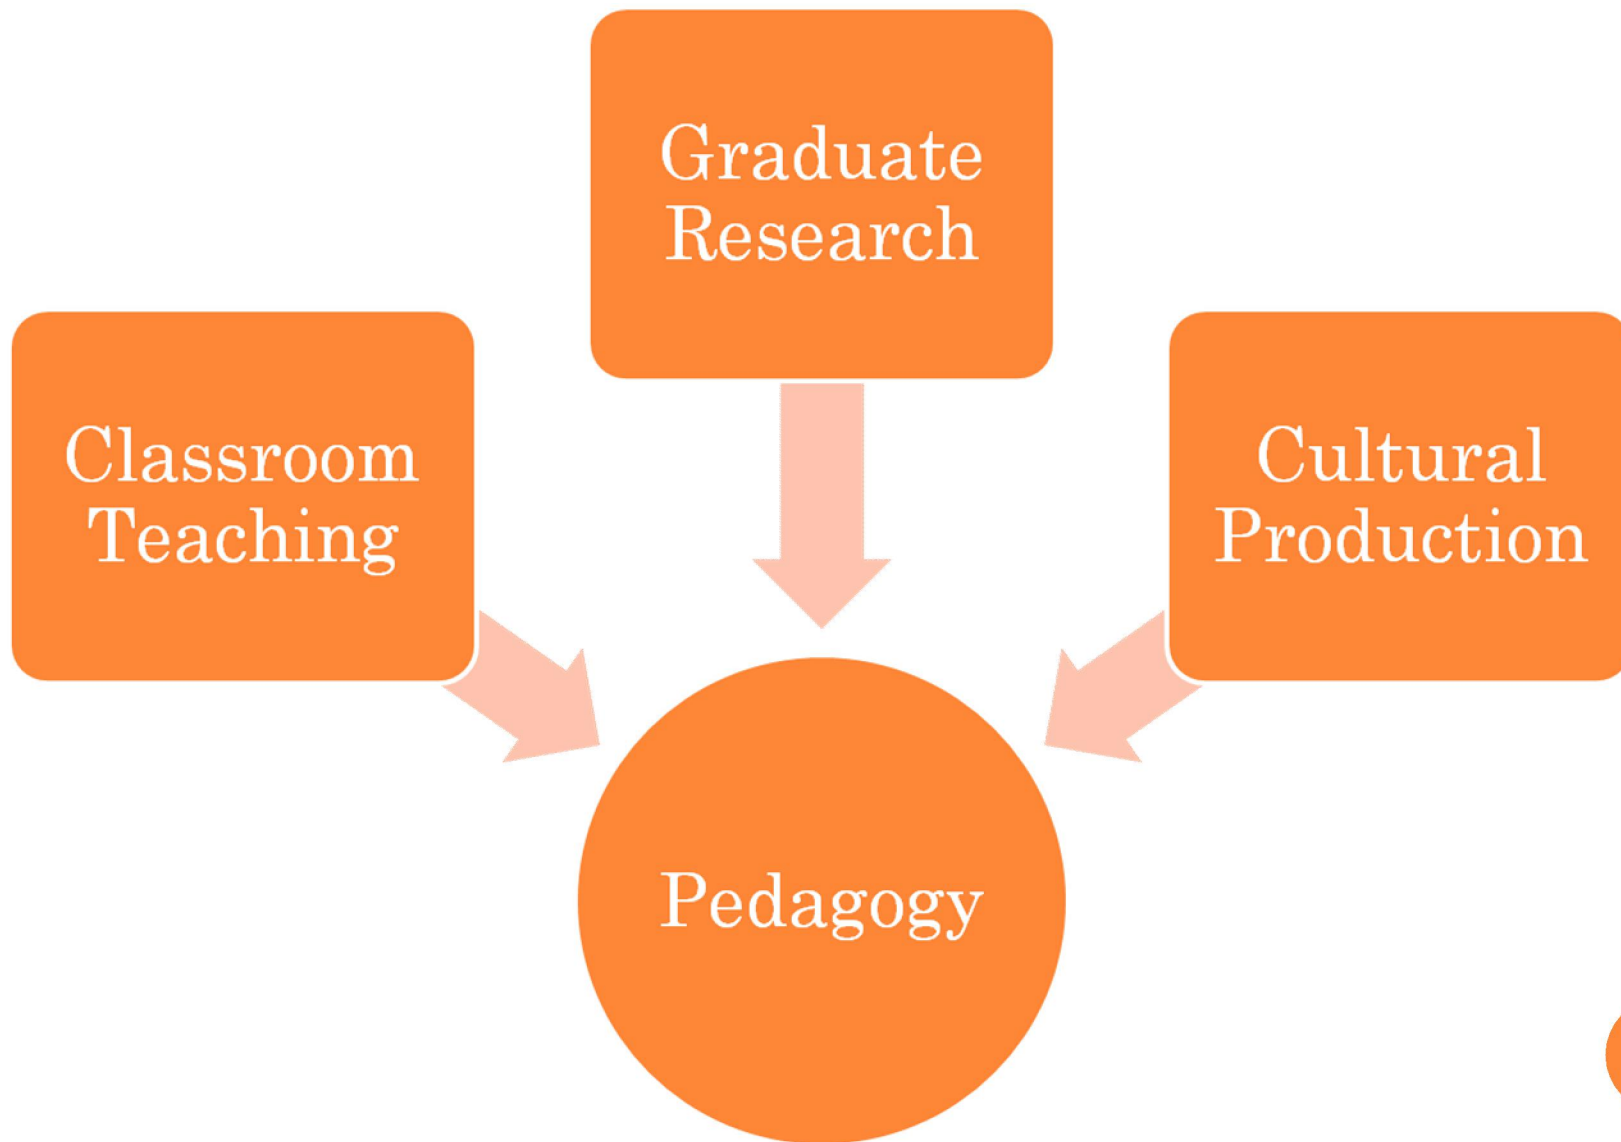 Graduate
Research
Classroom
Teaching
Cultural
Production
Pedagogy